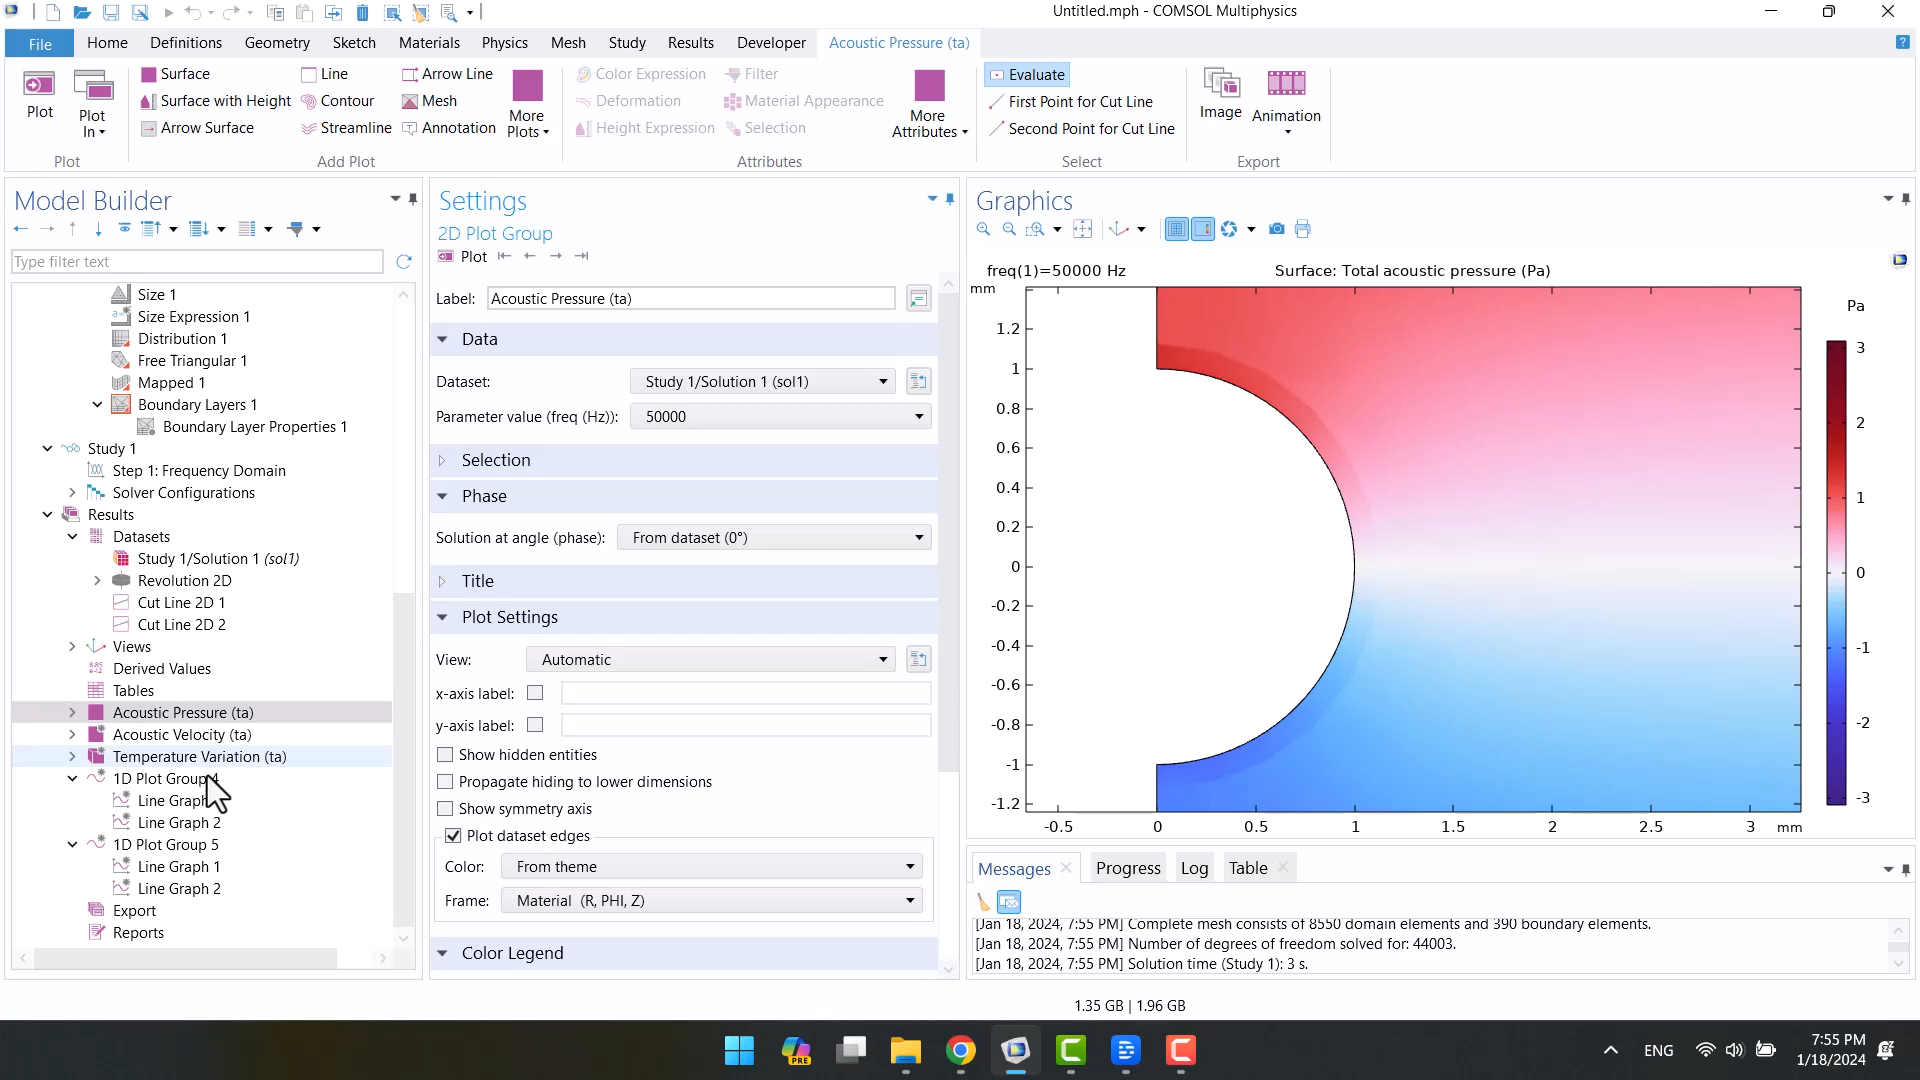 Untitled.mph - COMSOL Multiphysics
File Home Definitions Geometry Sketch Materials Physics Mesh Study Results Developer Acoustic Pressure (ta)
Plot
Plot In
Plot
Surface
Surface with Height
Arrow Surface
Line
Contour
Streamline
Arrow Line
Mesh
Annotation
More Plots
Add Plot
Color Expression
Deformation
Height Expression
Filter
Material Appearance
Selection
More Attributes
Attributes
Evaluate
First Point for Cut Line
Second Point for Cut Line
Select
Image
Animation
Export
Model Builder
Type filter text
Size 1
Size Expression 1
Distribution 1
Free Triangular 1
Mapped 1
Boundary Layers 1
Boundary Layer Properties 1
Study 1
Step 1: Frequency Domain
Solver Configurations
Results
Datasets
Study 1/Solution 1 (sol1)
Revolution 2D
Cut Line 2D 1
Cut Line 2D 2
Views
Derived Values
Tables
Acoustic Pressure (ta)
Acoustic Velocity (ta)
Temperature Variation (ta)
1D Plot Group 4
Line Graph
Line Graph 2
1D Plot Group 5
Line Graph 1
Line Graph 2
Export
Reports
Settings
2D Plot Group
Plot
Label: Acoustic Pressure (ta)
Data
Dataset: Study 1/Solution 1 (sol1)
Parameter value (freq (Hz)): 50000
Selection
Phase
Solution at angle (phase): From dataset (0°)
Title
Plot Settings
View: Automatic
x-axis label:
y-axis label:
Show hidden entities
Propagate hiding to lower dimensions
Show symmetry axis
Plot dataset edges
Color: From theme
Frame: Material (R, PHI, Z)
Color Legend
Graphics
freq(1)=50000 Hz Surface: Total acoustic pressure (Pa)
mm
1.2
1
0.8
0.6
0.4
0.2
0
-0.2
-0.4
-0.6
-0.8
-1
-1.2
-0.5 0 0.5 1 1.5 2 2.5 3 mm
Pa
3
2
1
0
-1
-2
-3
Messages Progress Log Table
[Jan 18, 2024, 7:55 PM] Complete mesh consists of 8550 domain elements and 390 boundary elements.
[Jan 18, 2024, 7:55 PM] Number of degrees of freedom solved for: 44003.
[Jan 18, 2024, 7:55 PM] Solution time (Study 1): 3 s.
1.35 GB | 1.96 GB
PRE
ENG
7:55 PM
1/18/2024